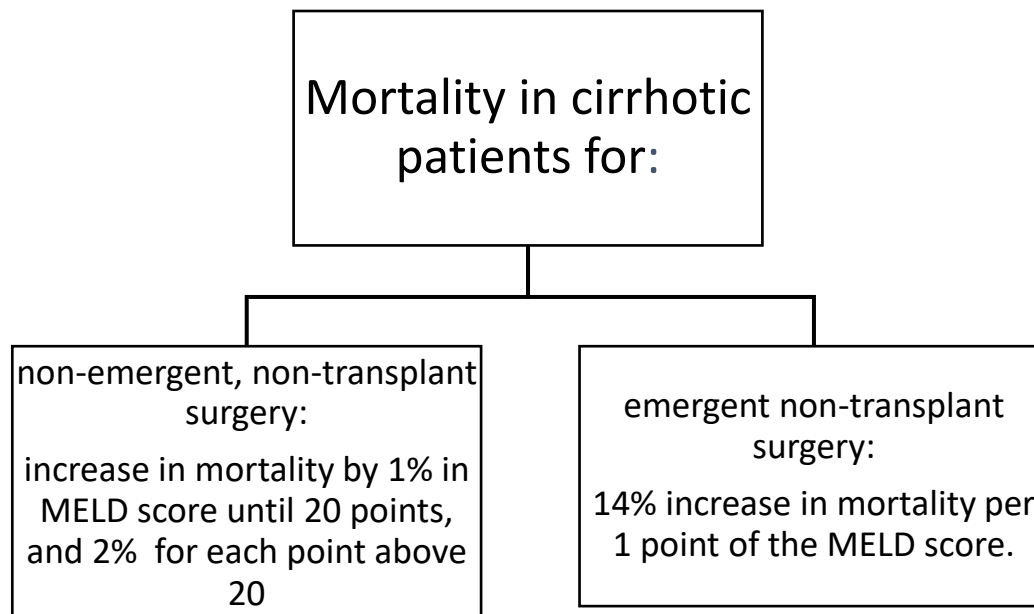 Mortality in cirrhotic
patients for:
non-emergent, non-transplant
surgery:
increase in mortality by 1% in
MELD score until 20 points,
and 2% for each point above
20
emergent non-transplant
surgery:
14% increase in mortality per
1 point of the MELD score.